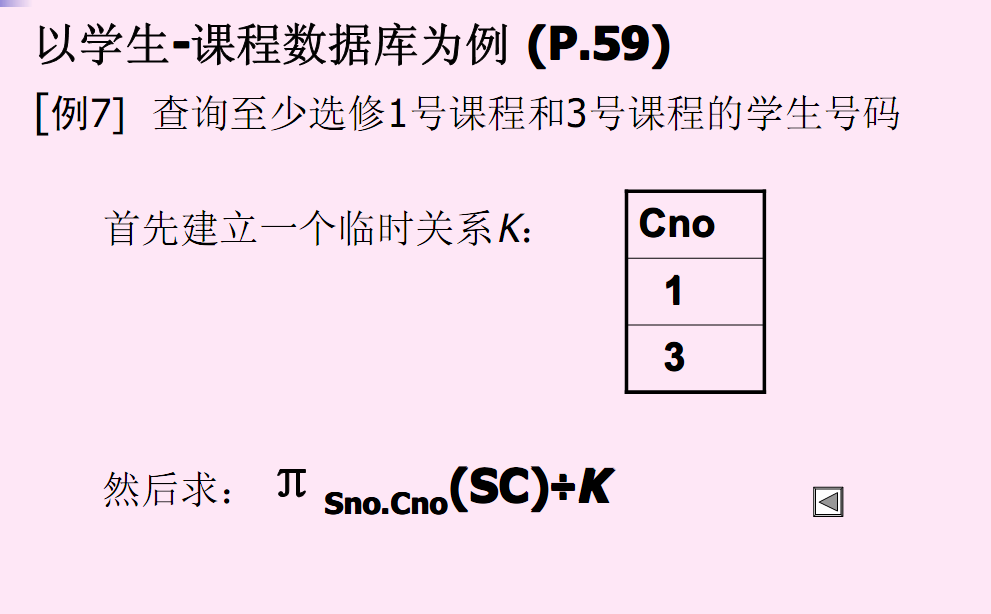 以学生-课程数据库为例 (P.59)
[例7] 查询至少选修1号课程和3号课程的学生号码
首先建立一个临时关系K：
Cno
1
3
然后求： π Sno.Cno(SC)÷K